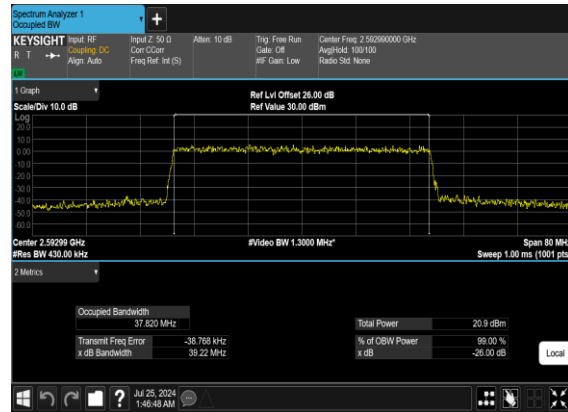 Spectrum Analyzer 1
Occupied BW
+
KEYSIGHT Input: RF Input Z: 50 Ω Atten: 10 dB Trig: Free Run Center Freq: 2.592990000 GHz
R T Coupling: DC Corr CCorr Gate: Off Avg|Hold: 100/100
Align: Auto Freq Ref: Int (S) #IF Gain: Low Radio Std: None
1 Graph
Ref Lvl Offset 26.00 dB
Scale/Div 10.0 dB Ref Value 30.00 dBm
Log
20.0
10.0
0.00
-10.0
-20.0
-30.0
-40.0
-50.0
-60.0
Center 2.59299 GHz #Video BW 1.3000 MHz* Span 80 MHz
#Res BW 430.00 kHz Sweep 1.00 ms (1001 pts)
2 Metrics
Occupied Bandwidth
37.820 MHz Total Power 20.9 dBm
Transmit Freq Error -38.768 kHz % of OBW Power 99.00 %
x dB Bandwidth 39.22 MHz x dB -26.00 dB
Local
? Jul 25, 2024
1:46:48 AM